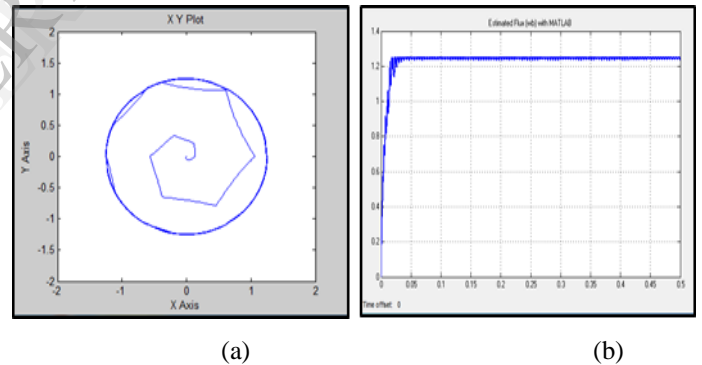 X Y Plot
2
1.5
1
0.5
0
-0.5
-1
-1.5
-2
-2 -1 0 1 2
X Axis
Y Axis
Estimated Flux (wb) with MATLAB
1.4
1.2
1
0.8
0.6
0.4
0.2
0
0 0.05 0.1 0.15 0.2 0.25 0.3 0.35 0.4 0.45 0.5
Time offset: 0
(a) (b)